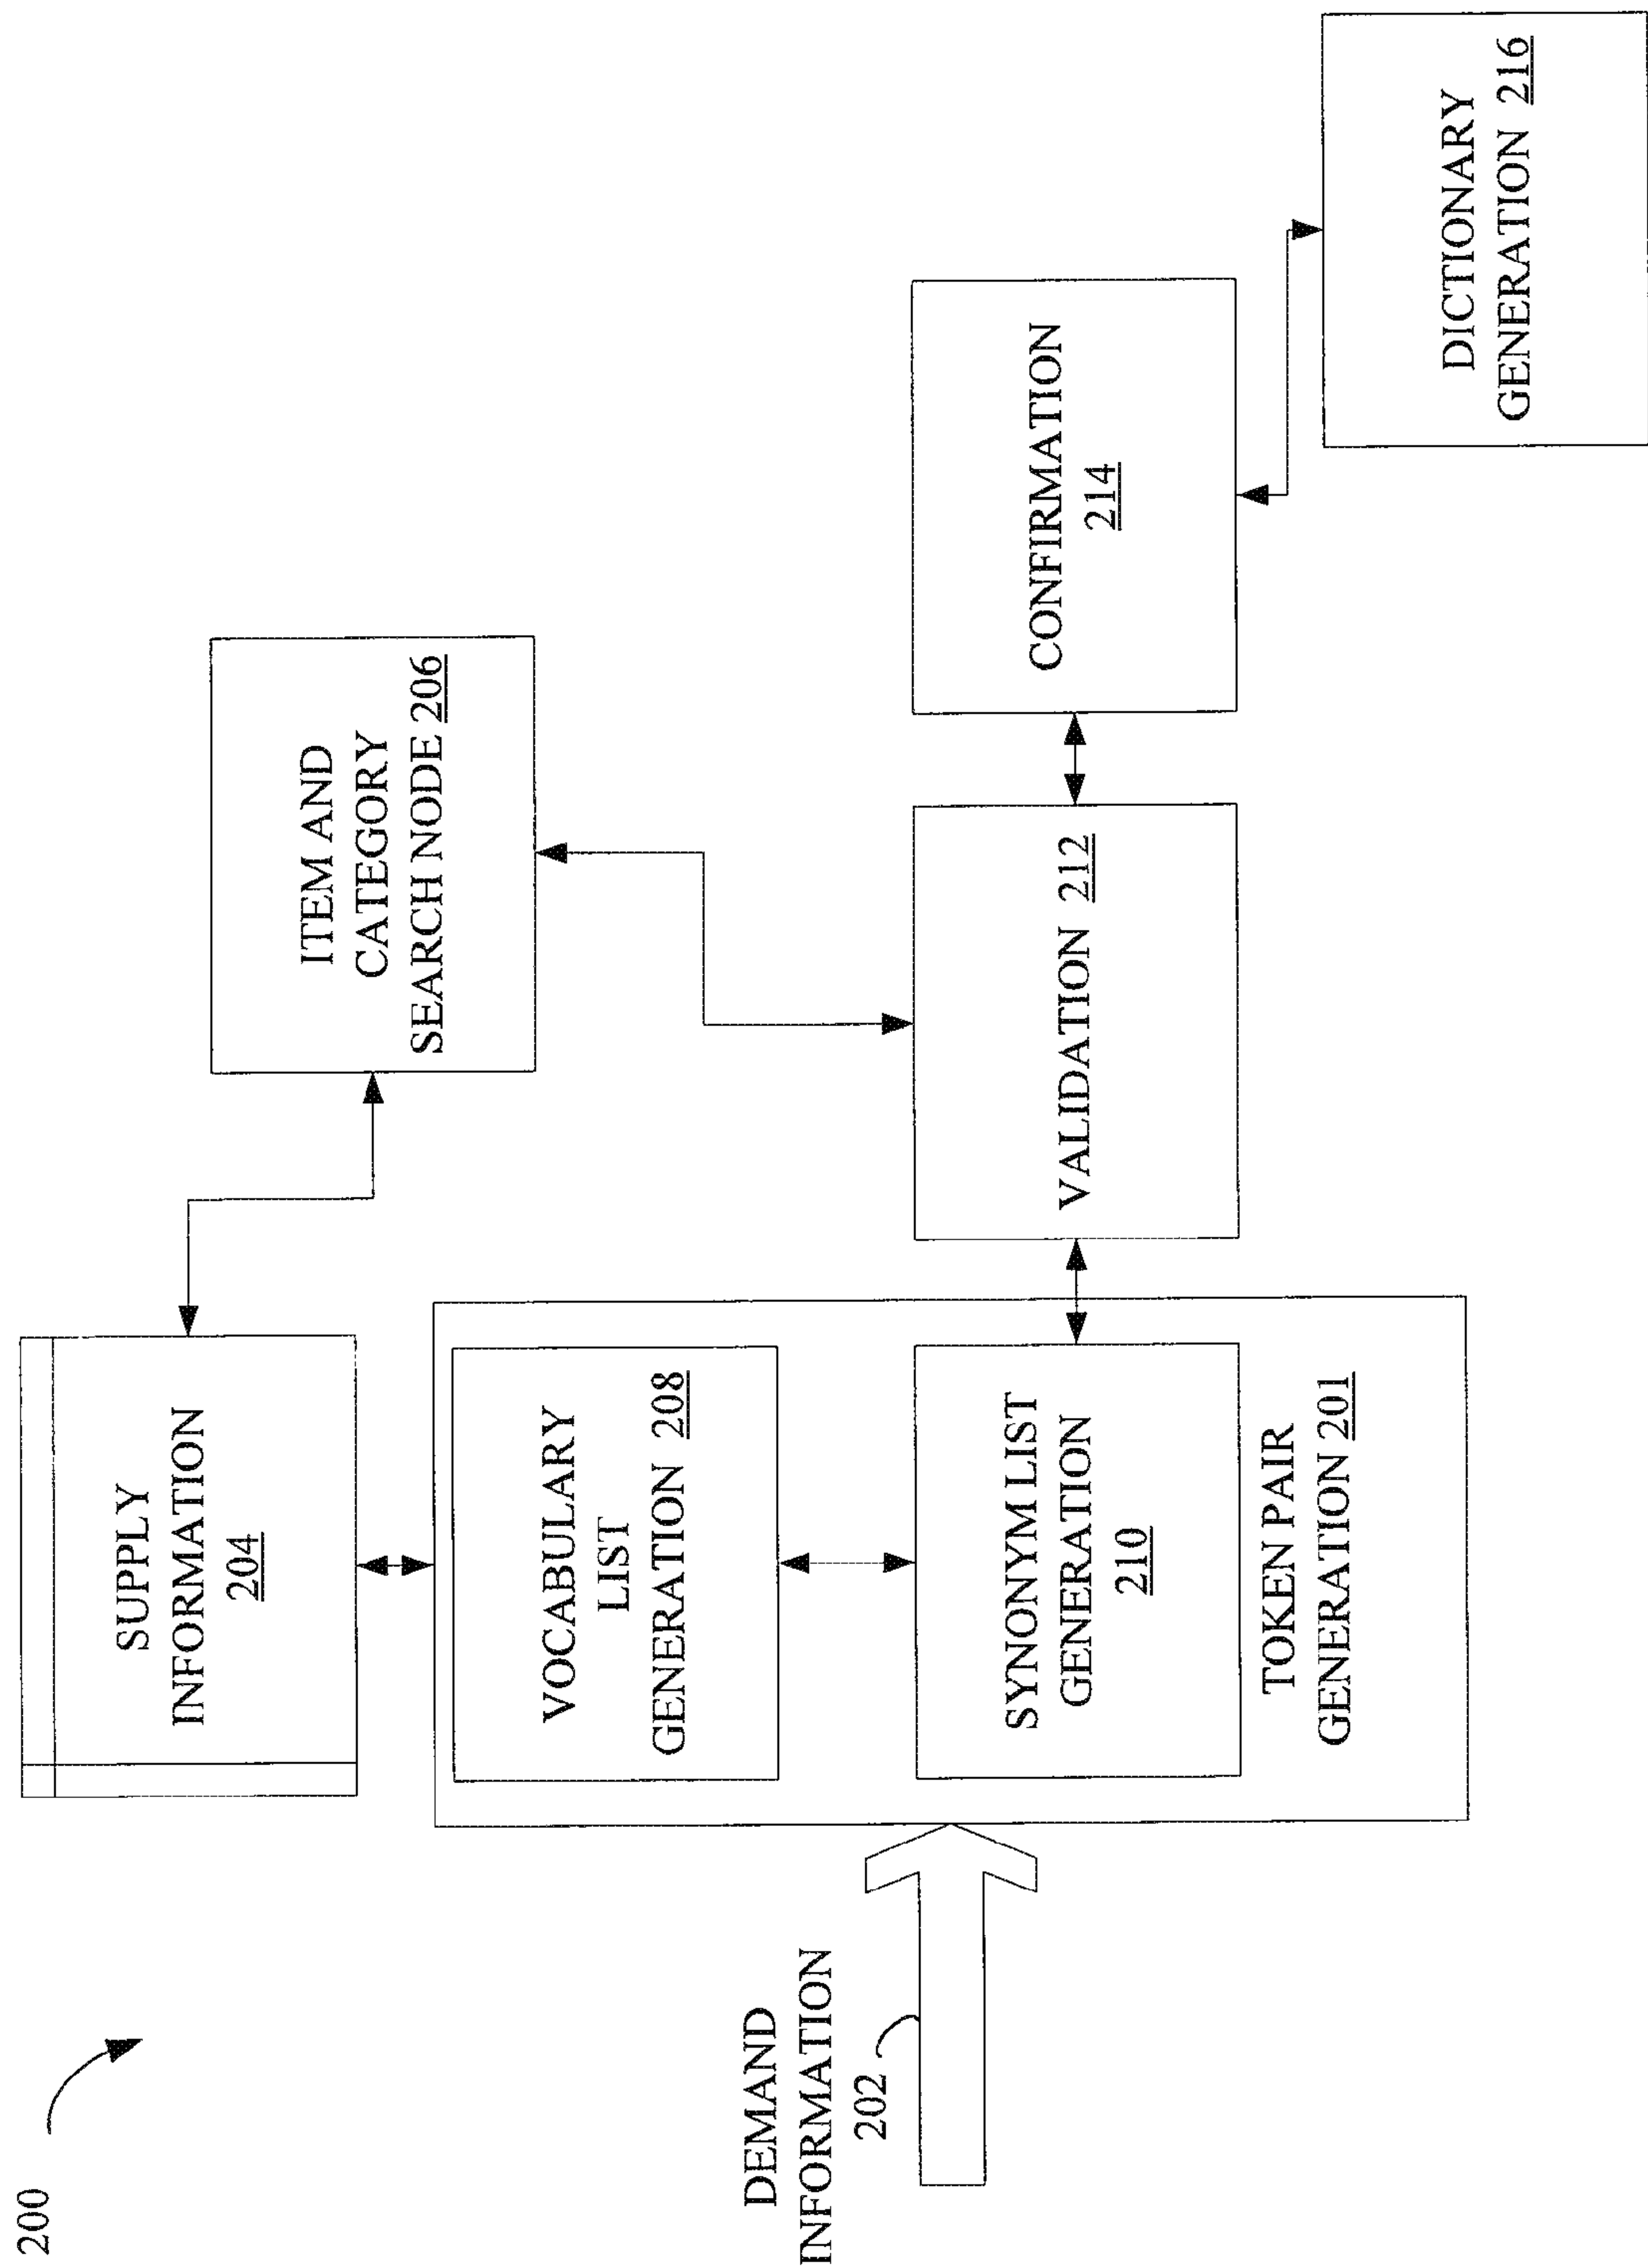 200
SUPPLY
INFORMATION
204
ITEM AND
CATEGORY
SEARCH NODE 206
VOCABULARY
LIST
GENERATION 208
DEMAND
INFORMATION
202
SYNONYM LIST
GENERATION
210
TOKEN PAIR
GENERATION 201
VALIDATION 212
CONFIRMATION
214
DICTIONARY
GENERATION 216